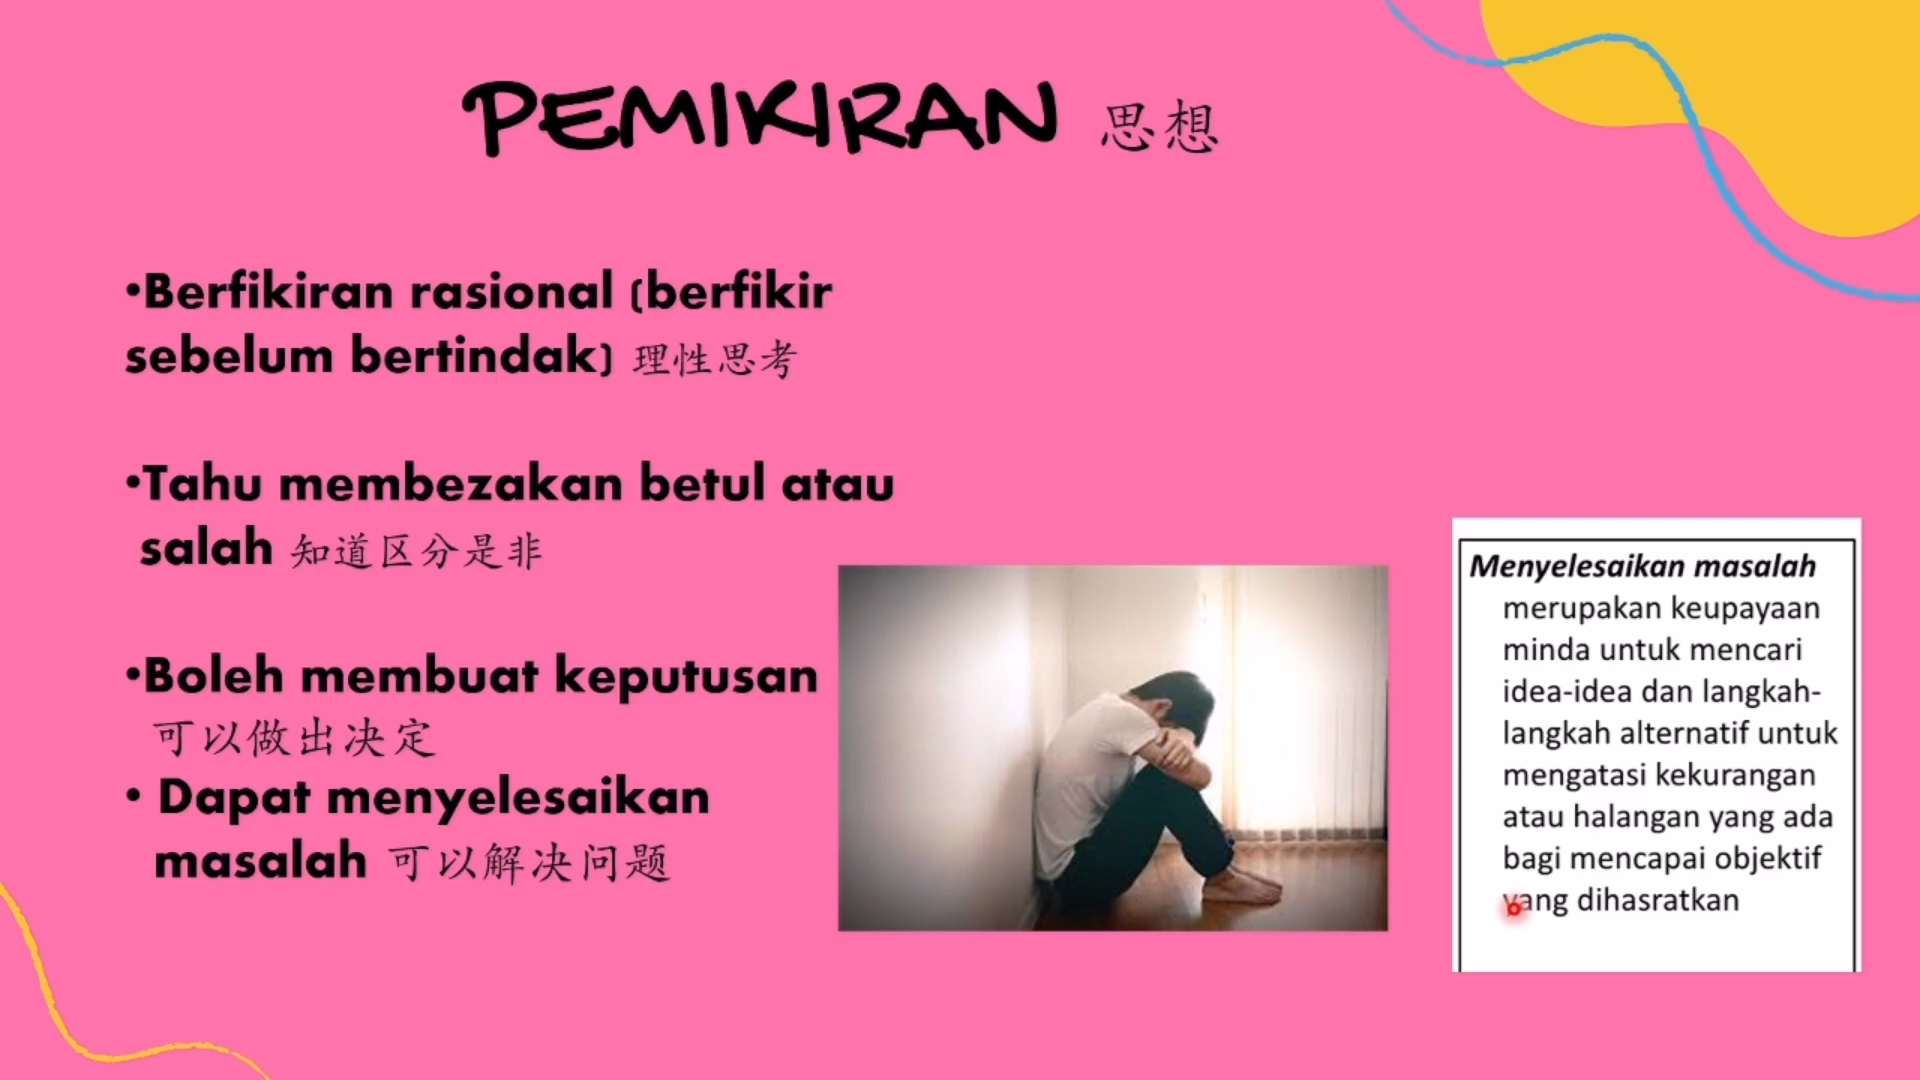 PEMIKIRAN 思想
•Berfikiran rasional (berfikir
sebelum bertindak) 理性思考
•Tahu membezakan betul atau
salah 知道区分是非
•Boleh membuat keputusan
可以做出决定
• Dapat menyelesaikan
masalah 可以解决问题
Menyelesaikan masalah
merupakan keupayaan
minda untuk mencari
idea-idea dan langkah-
langkah alternatif untuk
mengatasi kekurangan
atau halangan yang ada
bagi mencapai objektif
yang dihasratkan